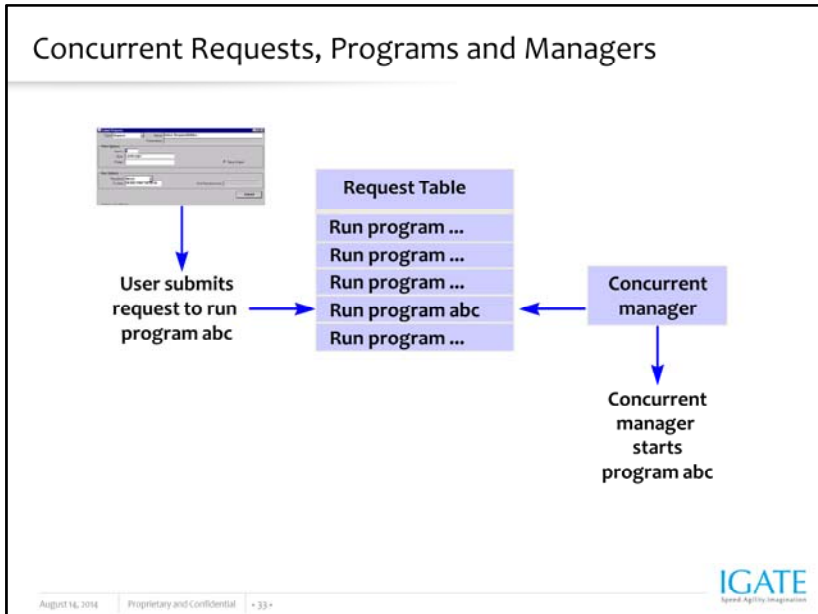 Concurrent Requests, Programs and Managers
Request Table
Run program ...
Run program ...
Run program ...
Run program abc
Run program ...
User submits
request to run
program abc
Concurrent
manager
Concurrent
manager
starts
program abc
August 14, 2014
Proprietary and Confidential
• 33 •
IGATE
Speed.Agility.Imagination